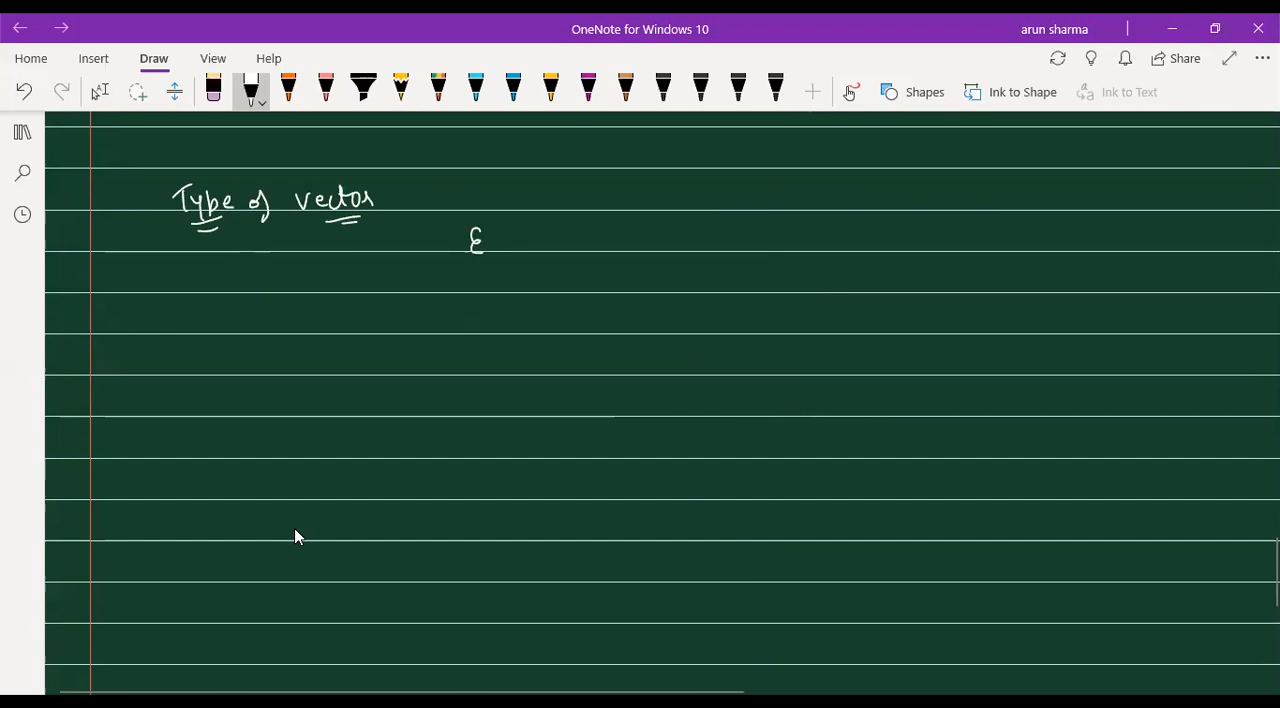 OneNote for Windows 10
arun sharma
Home Insert Draw View Help
Share
Shapes Ink to Shape Ink to Text
Type of vector
E